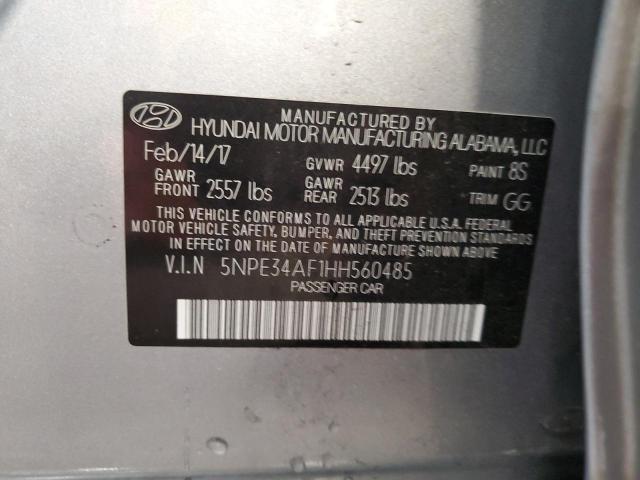 MANUFACTURED BY
HYUNDAI MOTOR MANUFACTURING ALABAMA, LLC
Feb/14/17 GVWR 4497 lbs PAINT 8S
GAWR FRONT 2557 lbs GAWR REAR 2513 lbs TRIM GG
THIS VEHICLE CONFORMS TO ALL APPLICABLE U.S.A. FEDERAL
MOTOR VEHICLE SAFETY, BUMPER, AND THEFT PREVENTION STANDARDS
IN EFFECT ON THE DATE OF MANUFACTURE SHOWN ABOVE
V.I.N 5NPE34AF1HH560485
PASSENGER CAR